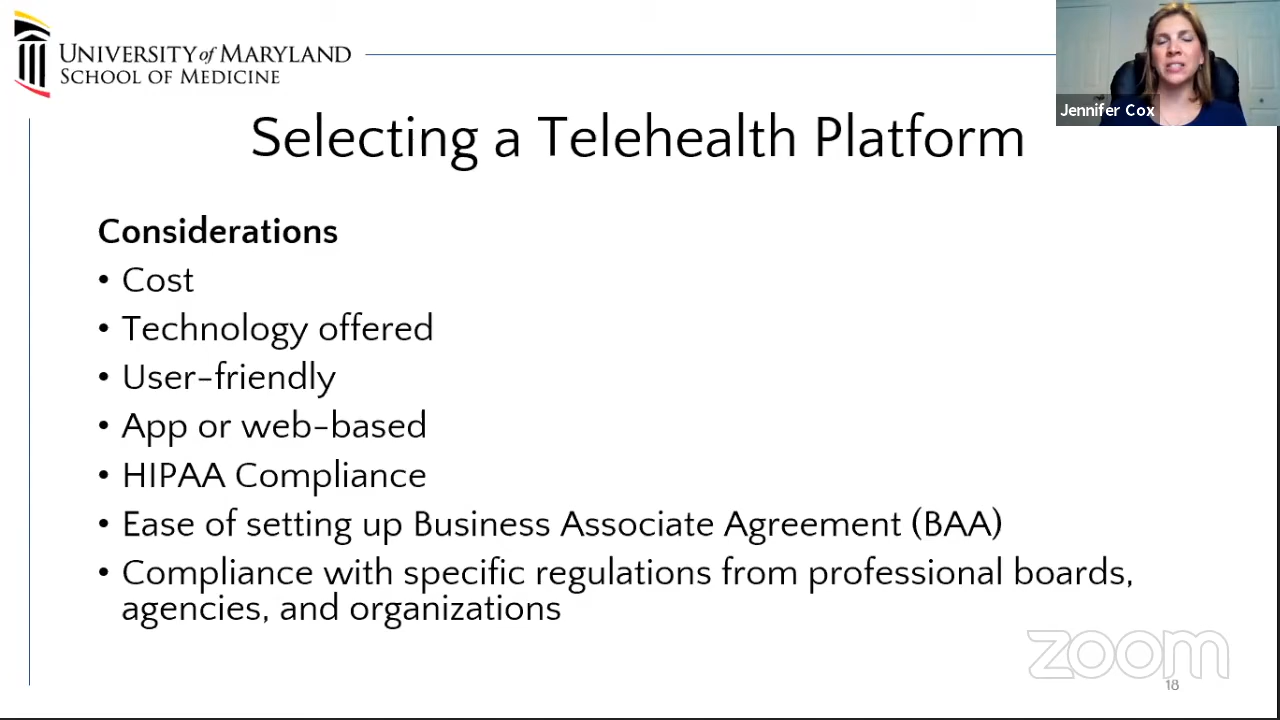 UNIVERSITY of MARYLAND
SCHOOL OF MEDICINE
Jennifer Cox
Selecting a Telehealth Platform
Considerations
• Cost
• Technology offered
• User-friendly
• App or web-based
• HIPAA Compliance
• Ease of setting up Business Associate Agreement (BAA)
• Compliance with specific regulations from professional boards,
agencies, and organizations
zoom
18